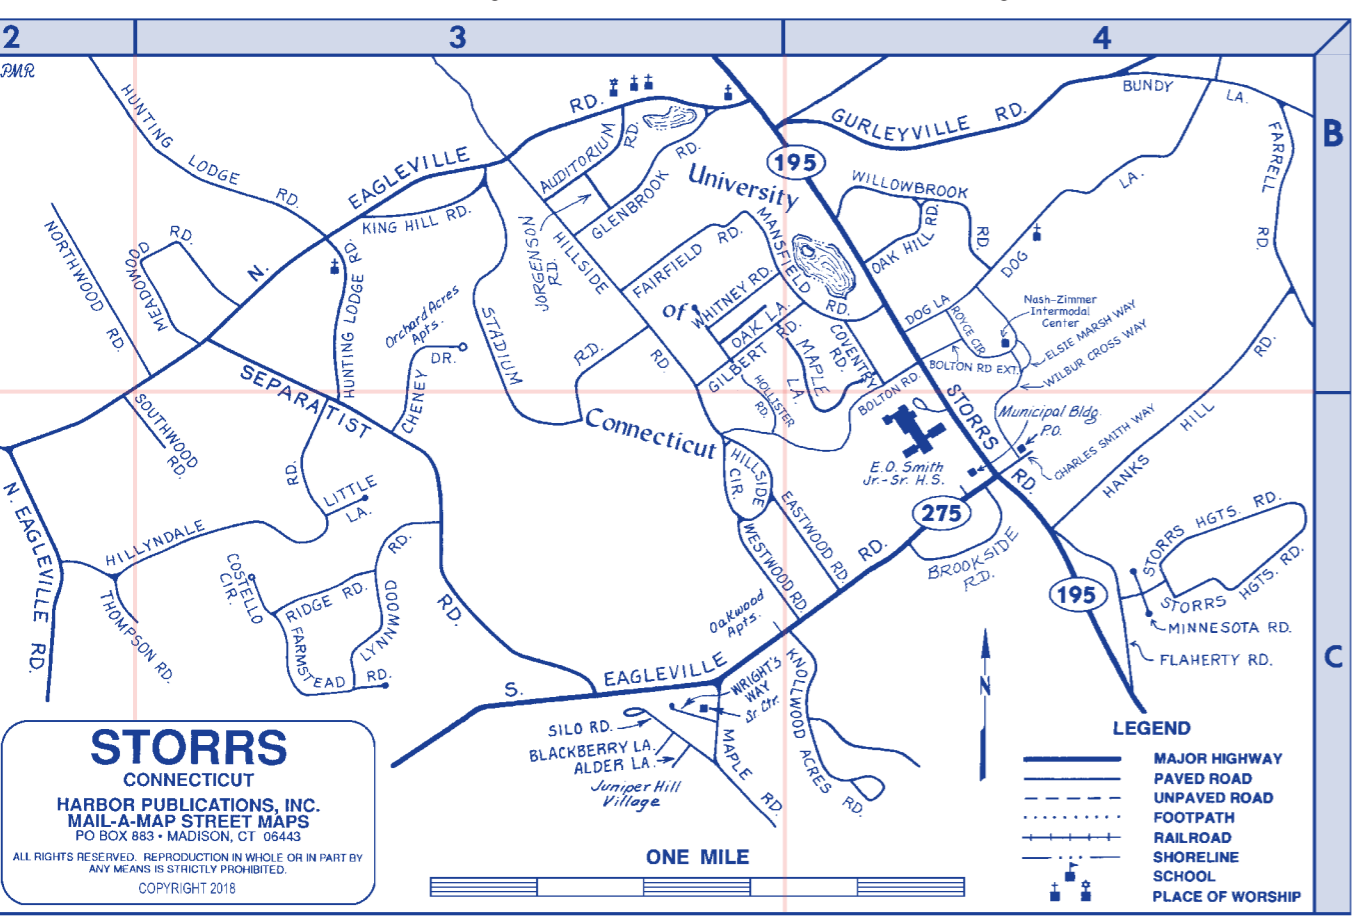 2
3
4
PMR
B
C
HUNTING LODGE RD.
N. EAGLEVILLE RD.
AUDITORIUM RD.
GLENBROOK RD.
KING HILL RD.
JORGENSON RD.
HILLSIDE RD.
University
of
Connecticut
195
GURLEYVILLE RD.
BUNDY LA.
FARRELL RD.
WILLOWBROOK RD.
OAK HILL RD.
DOG LA.
NORTHWOOD RD.
MEADOWOOD RD.
HUNTING LODGE RD.
Orchard Acres
Apts.
CHENEY DR.
STADIUM RD.
FAIRFIELD RD.
MANSFIELD RD.
WHITNEY RD.
OAK LA.
GILBERT RD.
MAPLE LA.
COVENTRY RD.
HOLLISTER RD.
BOLTON RD.
DOG LA
ROYCE CIR.
BOLTON RD EXT.
Nash-Zimmer
Intermodal
Center
ELSIE MARSH WAY
WILBUR CROSS WAY
Municipal Bldg.
P.O.
CHARLES SMITH WAY
STORRS RD.
HANKS HILL RD.
E.O. Smith
Jr.-Sr. H.S.
275
SEPARATIST RD.
SOUTHWOOD RD.
N. EAGLEVILLE RD.
RD.
LITTLE LA.
HILLYNDALE
THOMPSON RD.
COSTELLO CIR.
RIDGE RD.
LYNWOOD RD.
FARMSTEAD RD.
HILLSIDE CIR.
EASTWOOD RD.
WESTWOOD RD.
Oakwood
Apts.
BROOKSIDE RD.
195
STORRS HGTS. RD.
STORRS HGTS. RD.
MINNESOTA RD.
FLAHERTY RD.
S. EAGLEVILLE RD.
WRIGHT'S WAY
Sr. Ctr.
KNOLLWOOD ACRES RD.
SILO RD.
BLACKBERRY LA.
ALDER LA.
Juniper Hill
Village
MAPLE RD.
N
STORRS
CONNECTICUT
HARBOR PUBLICATIONS, INC.
MAIL-A-MAP STREET MAPS
PO BOX 883 • MADISON, CT 06443
ALL RIGHTS RESERVED. REPRODUCTION IN WHOLE OR IN PART BY
ANY MEANS IS STRICTLY PROHIBITED.
COPYRIGHT 2018
ONE MILE
LEGEND
MAJOR HIGHWAY
PAVED ROAD
UNPAVED ROAD
FOOTPATH
RAILROAD
SHORELINE
SCHOOL
PLACE OF WORSHIP